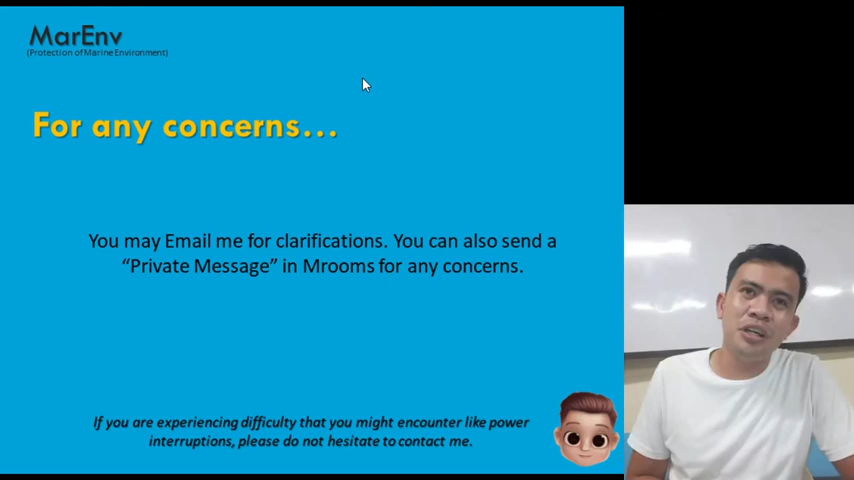 MarEnv
(Protection of Marine Environment)
For any concerns...
You may Email me for clarifications. You can also send a
“Private Message” in Mrooms for any concerns.
If you are experiencing difficulty that you might encounter like power
interruptions, please do not hesitate to contact me.